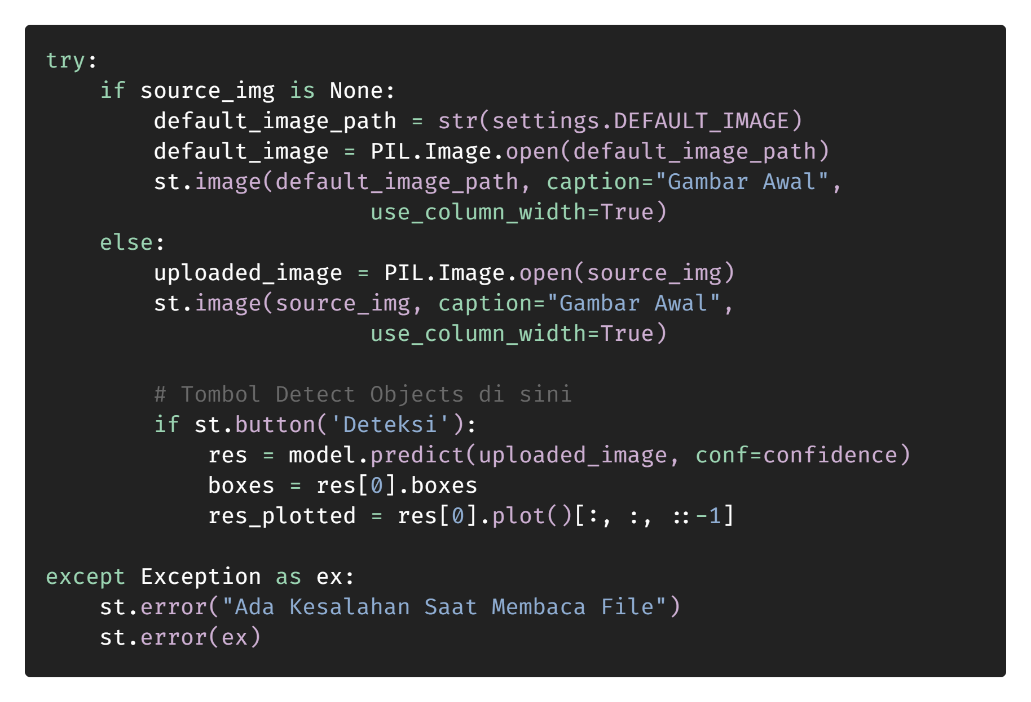 try:
    if source_img is None:
        default_image_path = str(settings.DEFAULT_IMAGE)
        default_image = PIL.Image.open(default_image_path)
        st.image(default_image_path, caption="Gambar Awal",
                        use_column_width=True)
    else:
        uploaded_image = PIL.Image.open(source_img)
        st.image(source_img, caption="Gambar Awal",
                        use_column_width=True)

        # Tombol Detect Objects di sini
        if st.button('Deteksi'):
            res = model.predict(uploaded_image, conf=confidence)
            boxes = res[0].boxes
            res_plotted = res[0].plot()[:, :, ::-1]

except Exception as ex:
    st.error("Ada Kesalahan Saat Membaca File")
    st.error(ex)